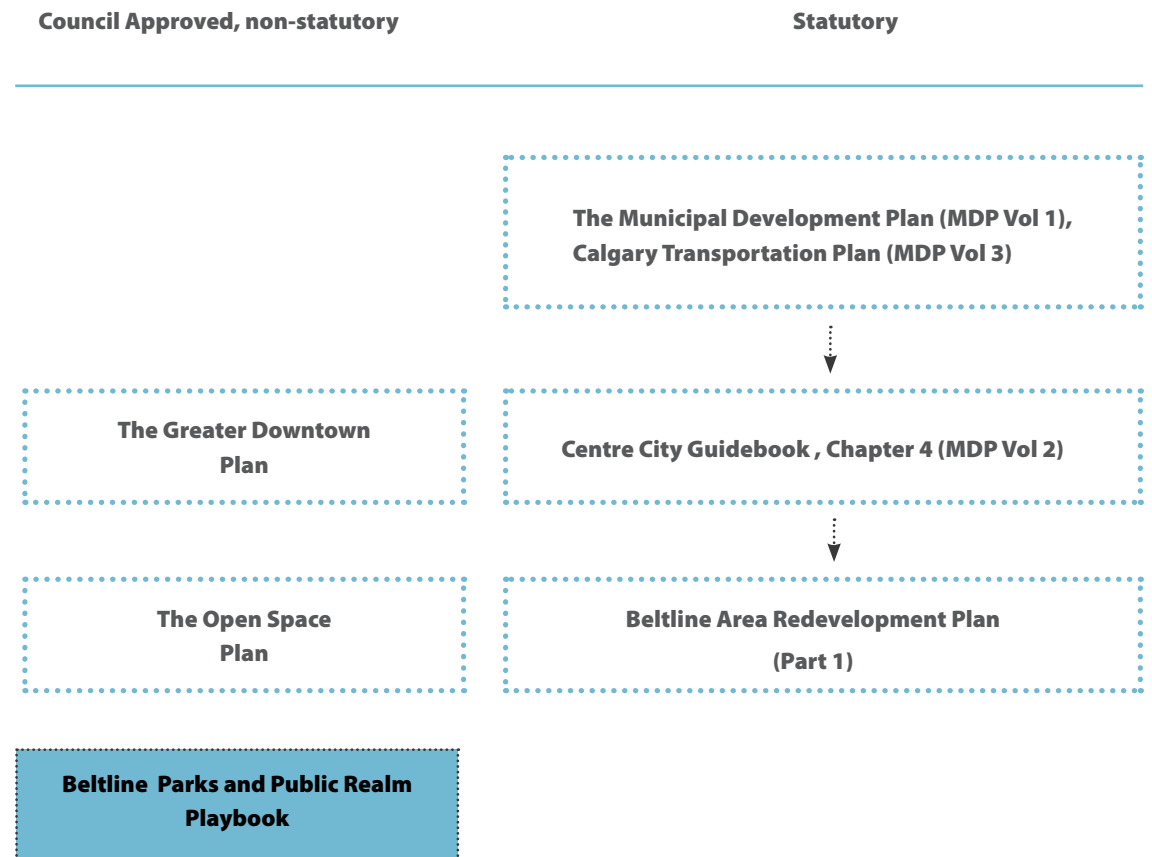 Council Approved, non-statutory
Statutory
The Municipal Development Plan (MDP Vol 1),
Calgary Transportation Plan (MDP Vol 3)
The Greater Downtown
Plan
Centre City Guidebook , Chapter 4 (MDP Vol 2)
The Open Space
Plan
Beltline Area Redevelopment Plan
(Part 1)
Beltline Parks and Public Realm
Playbook